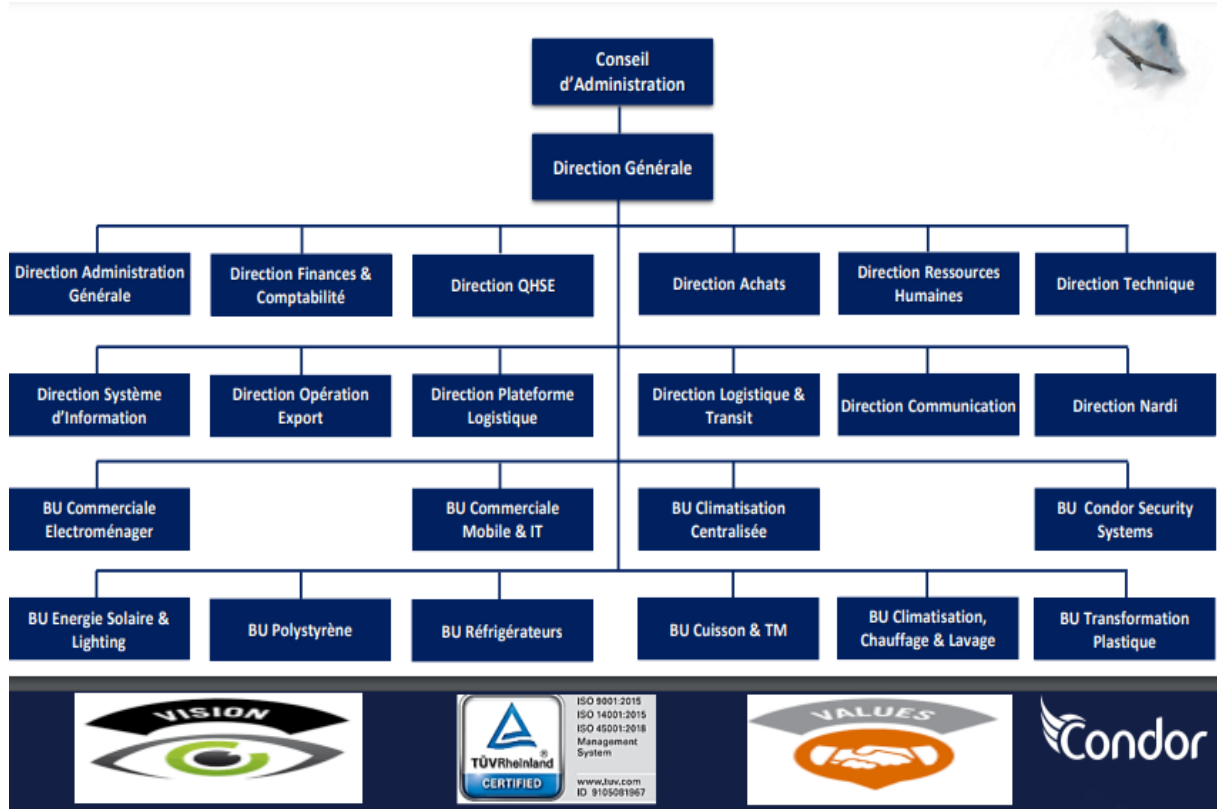 Conseil
d'Administration
Direction Générale
Direction Administration
Générale
Direction Finances &
Comptabilité
Direction QHSE
Direction Achats
Direction Ressources
Humaines
Direction Technique
Direction Système
d'Information
Direction Opération
Export
Direction Plateforme
Logistique
Direction Logistique &
Transit
Direction Communication
Direction Nardi
BU Commerciale
Electroménager
BU Commerciale
Mobile & IT
BU Climatisation
Centralisée
BU Condor Security
Systems
BU Energie Solaire &
Lighting
BU Polystyrène
BU Réfrigérateurs
BU Cuisson & TM
BU Climatisation,
Chauffage & Lavage
BU Transformation
Plastique
VISION
TÜVRheinland
®
CERTIFIED
ISO 9001:2015
ISO 14001:2015
ISO 45001:2018
Management
System
www.tuv.com
ID 9105081967
VALUES
Condor